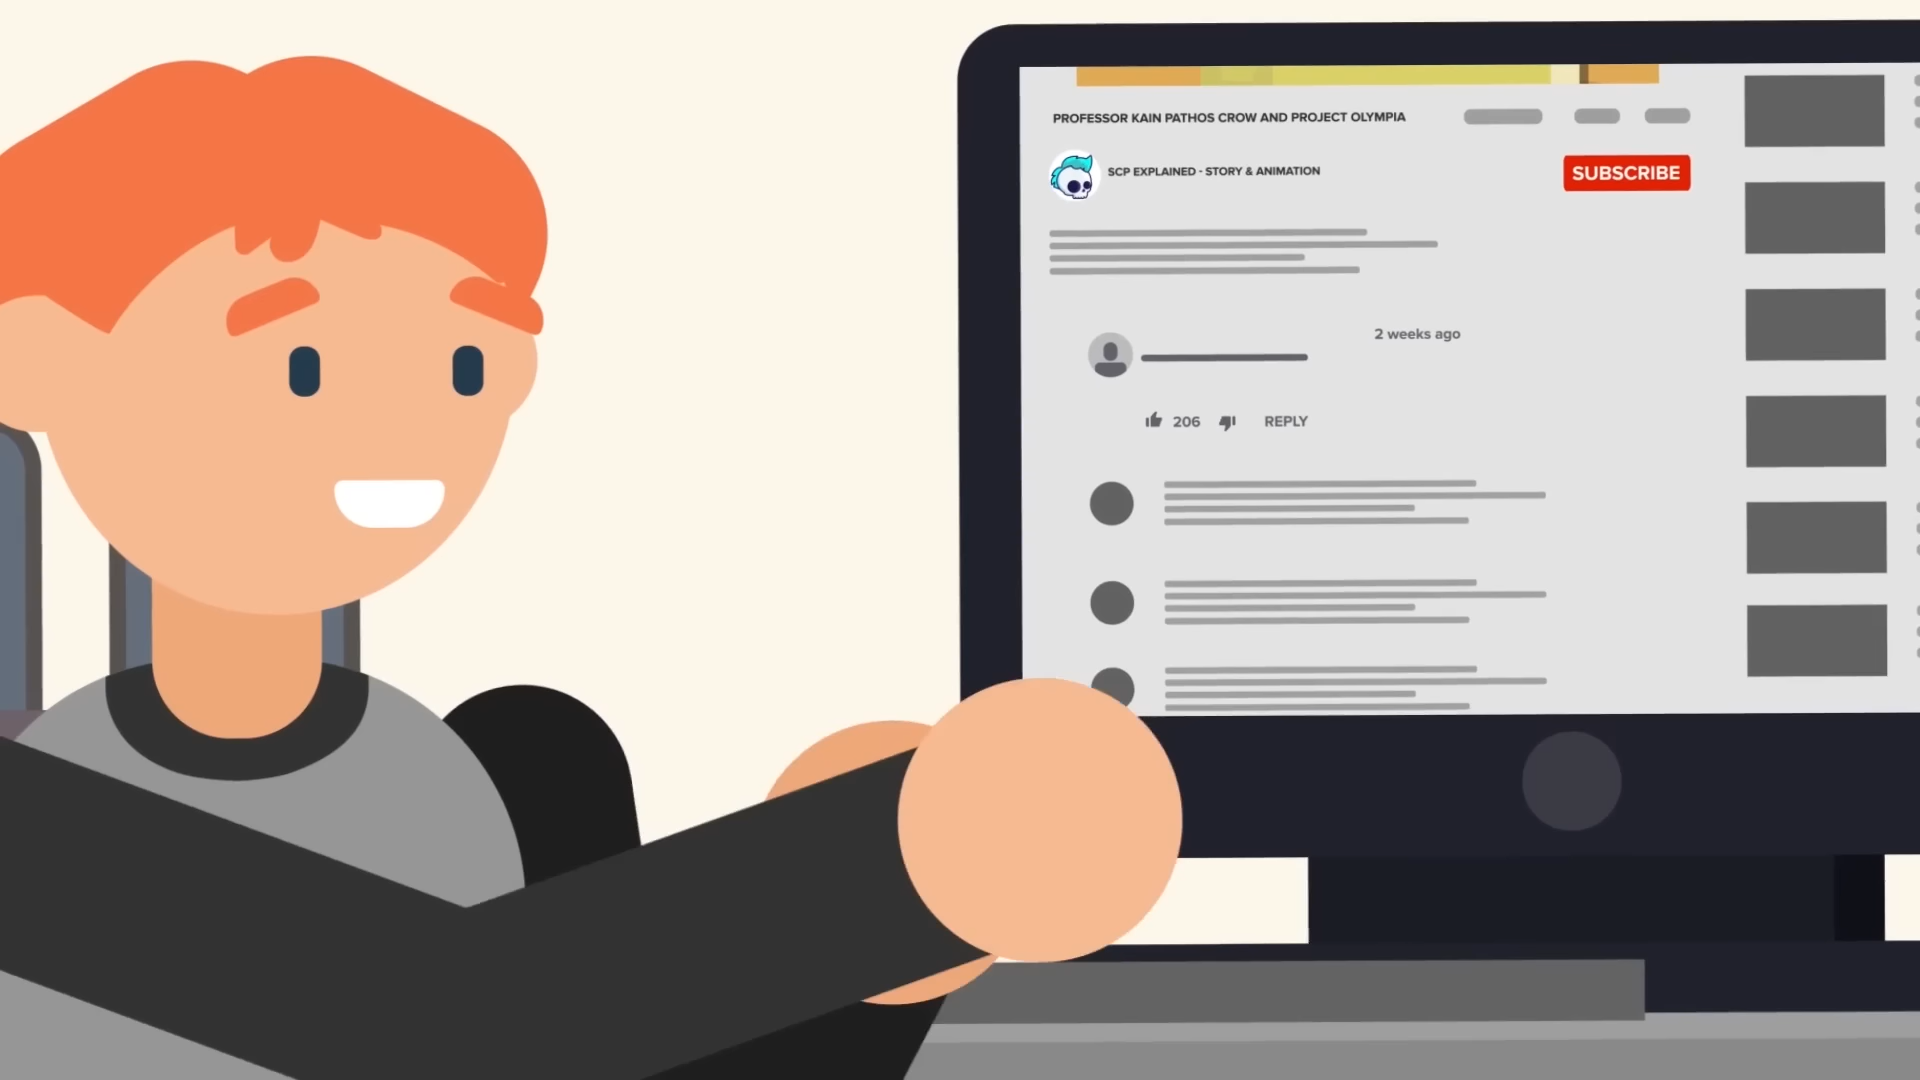 PROFESSOR KAIN PATHOS CROW AND PROJECT OLYMPIA
SCP EXPLAINED - STORY & ANIMATION
SUBSCRIBE
2 weeks ago
206 REPLY